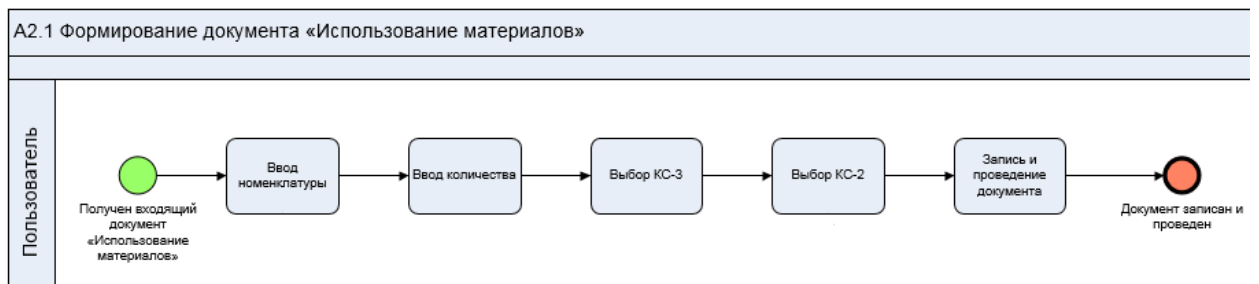 А2.1 Формирование документа «Использование материалов»
Пользователь
Получен входящий
документ
«Использование
материалов»
Ввод
номенклатуры
Ввод количества
Выбор КС-3
Выбор КС-2
Запись и
проведение
документа
Документ записан и
проведен